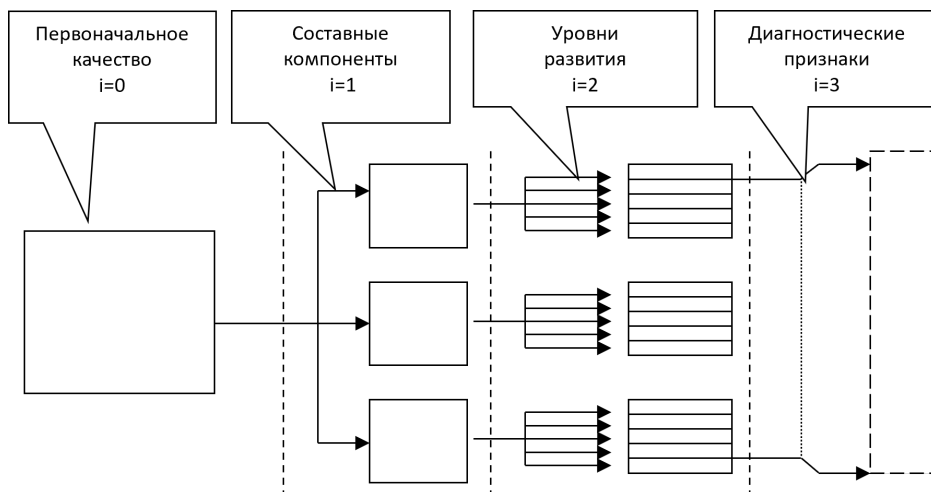 Первоначальное
качество
i=0
Составные
компоненты
i=1
Уровни
развития
i=2
Диагностические
признаки
i=3